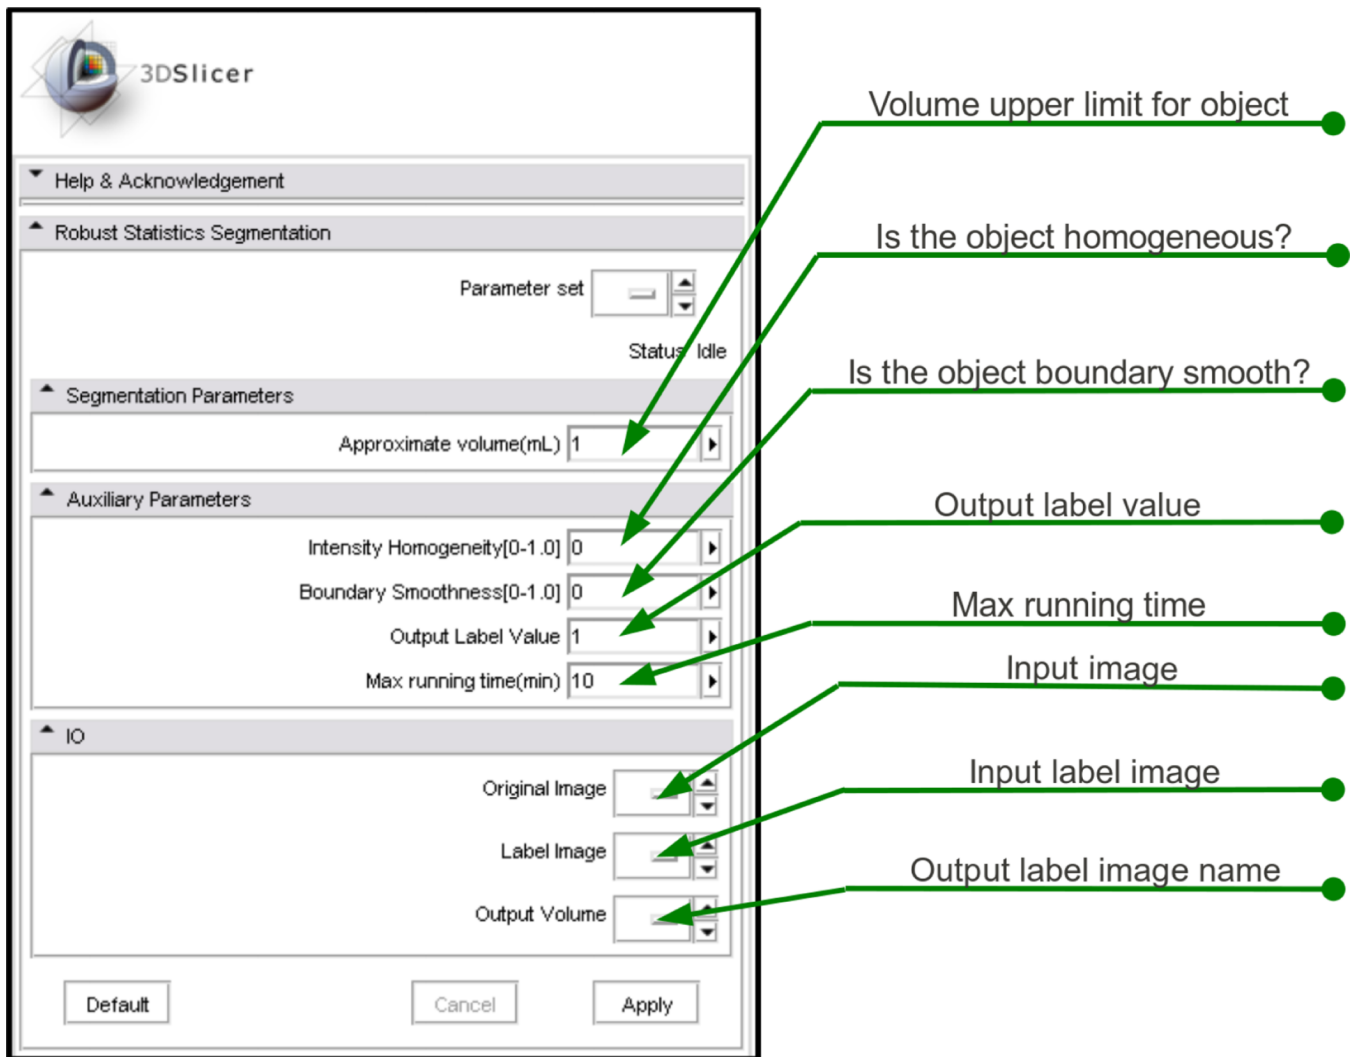 3DSlicer
Help & Acknowledgement
Robust Statistics Segmentation
Parameter set
Status Idle
Segmentation Parameters
Approximate volume(mL) 1
Auxiliary Parameters
Intensity Homogeneity[0-1.0] 0
Boundary Smoothness[0-1.0] 0
Output Label Value 1
Max running time(min) 10
IO
Original Image
Label Image
Output Volume
Default Cancel Apply
Volume upper limit for object
Is the object homogeneous?
Is the object boundary smooth?
Output label value
Max running time
Input image
Input label image
Output label image name